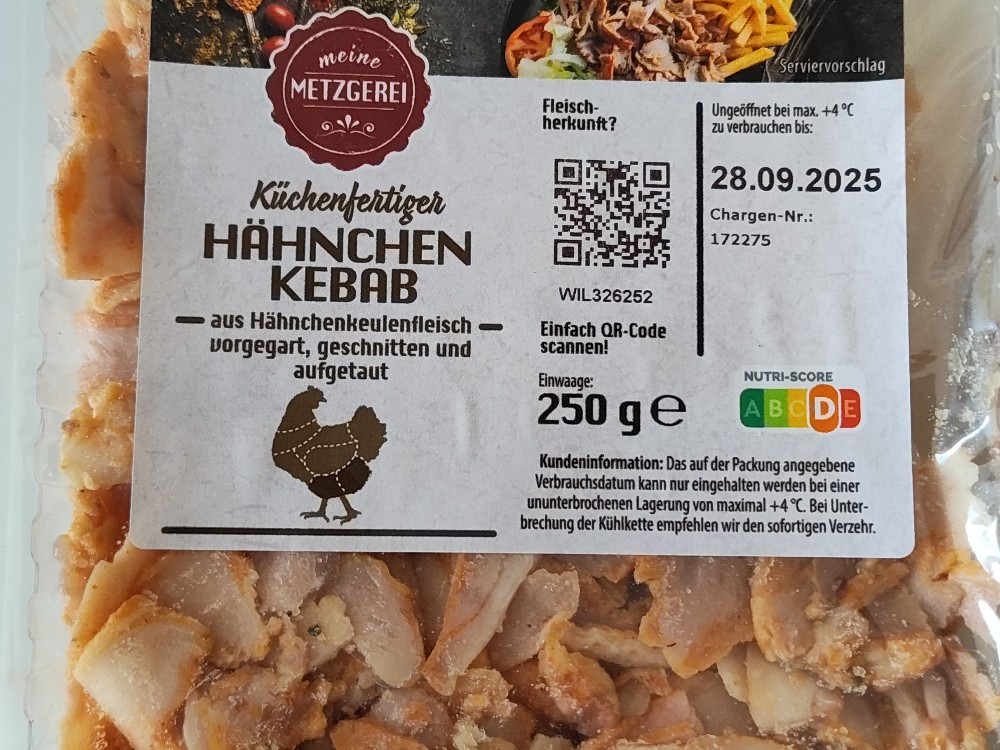 Serviervorschlag
meine
METZGEREI
Küchenfertiger
HÄHNCHEN
KEBAB
aus Hähnchenkeulenfleisch
vorgegart, geschnitten und
aufgetaut
Fleisch-
herkunft?
WIL326252
Einfach QR-Code
scannen!
Einwaage:
250 g e
Ungeöffnet bei max. +4 °C
zu verbrauchen bis:
28.09.2025
Chargen-Nr.:
172275
NUTRI-SCORE
A B C D E
Kundeninformation: Das auf der Packung angegebene
Verbrauchsdatum kann nur eingehalten werden bei einer
ununterbrochenen Lagerung von maximal +4 °C. Bei Unter-
brechung der Kühlkette empfehlen wir den sofortigen Verzehr.